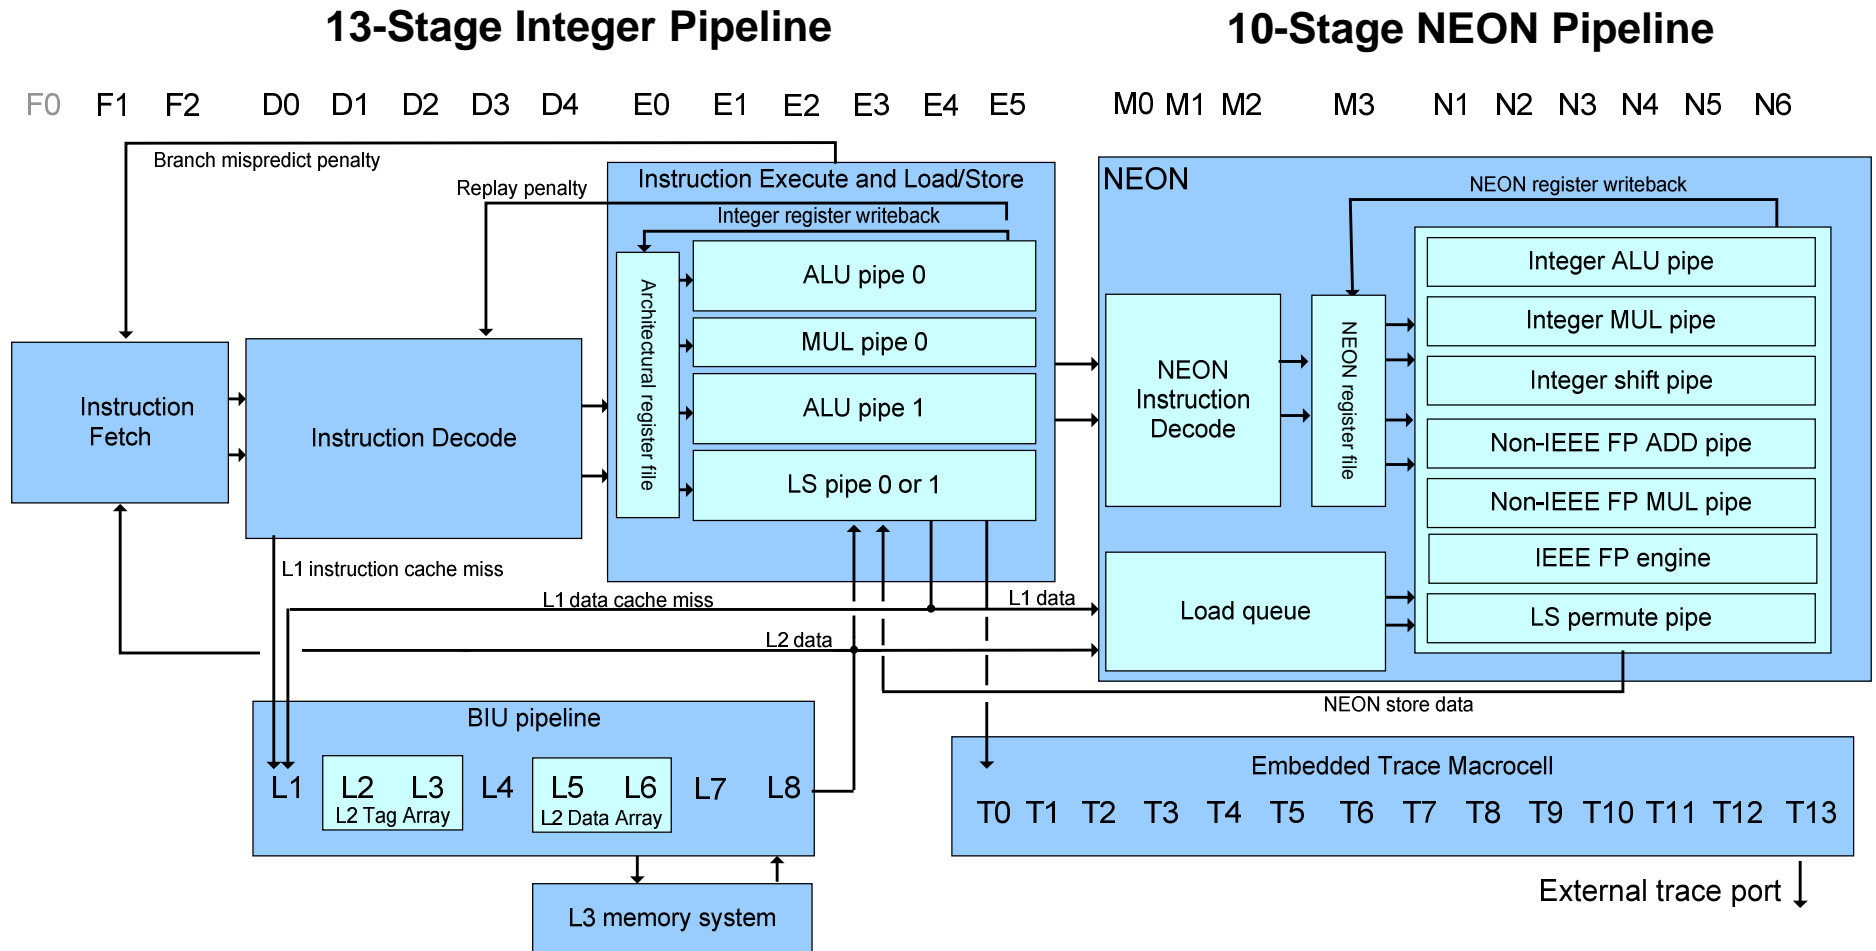 13-Stage Integer Pipeline
10-Stage NEON Pipeline
F0 F1 F2 D0 D1 D2 D3 D4 E0 E1 E2 E3 E4 E5
M0 M1 M2 M3 N1 N2 N3 N4 N5 N6
Branch mispredict penalty
Replay penalty
Instruction Execute and Load/Store
Integer register writeback
Architectural register file
ALU pipe 0
MUL pipe 0
ALU pipe 1
LS pipe 0 or 1
Instruction
Fetch
Instruction Decode
NEON
NEON register writeback
NEON
Instruction
Decode
NEON register file
Integer ALU pipe
Integer MUL pipe
Integer shift pipe
Non-IEEE FP ADD pipe
Non-IEEE FP MUL pipe
IEEE FP engine
LS permute pipe
Load queue
L1 instruction cache miss
L1 data cache miss
L1 data
L2 data
NEON store data
BIU pipeline
L1 L2 L3 L4 L5 L6 L7 L8
L2 Tag Array
L2 Data Array
L3 memory system
Embedded Trace Macrocell
T0 T1 T2 T3 T4 T5 T6 T7 T8 T9 T10 T11 T12 T13
External trace port